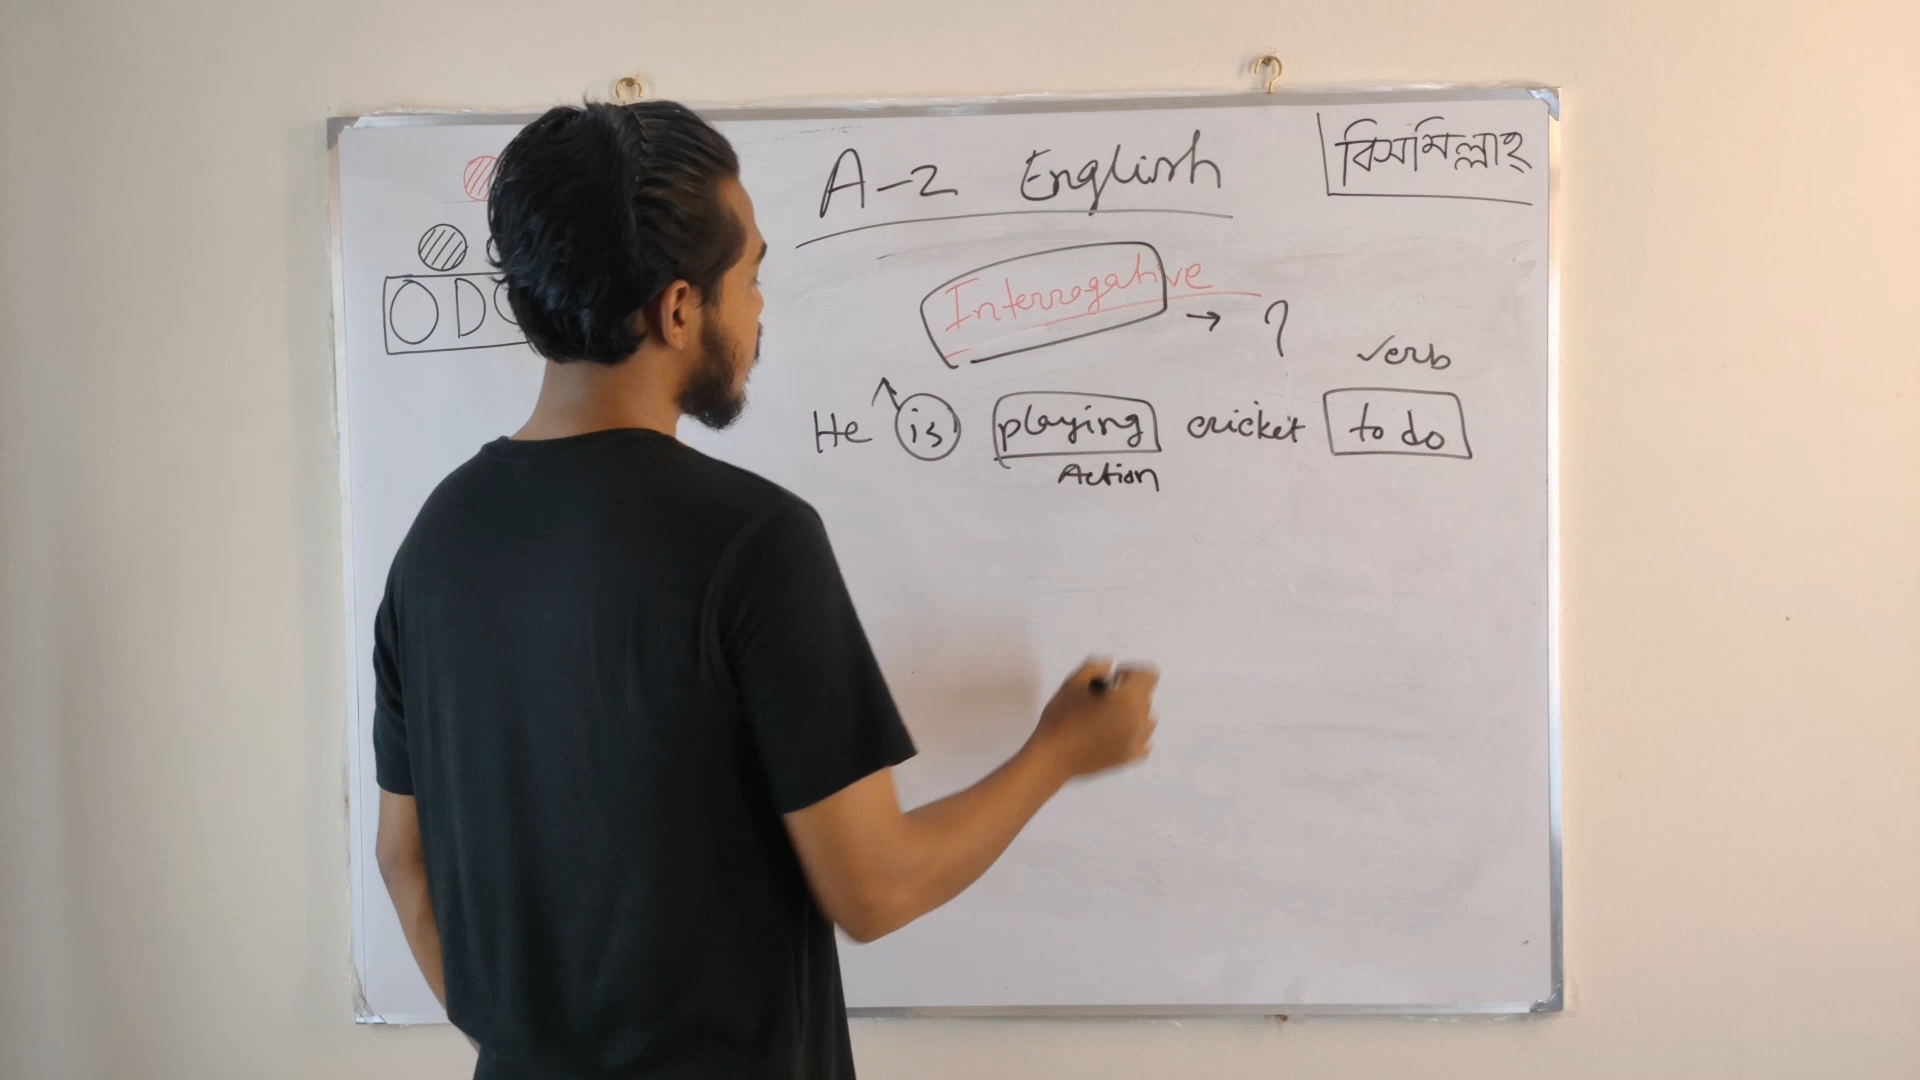 A-Z English
বিসমিল্লাহ্
Interrogative → ?
verb
He is playing cricket to do
Action